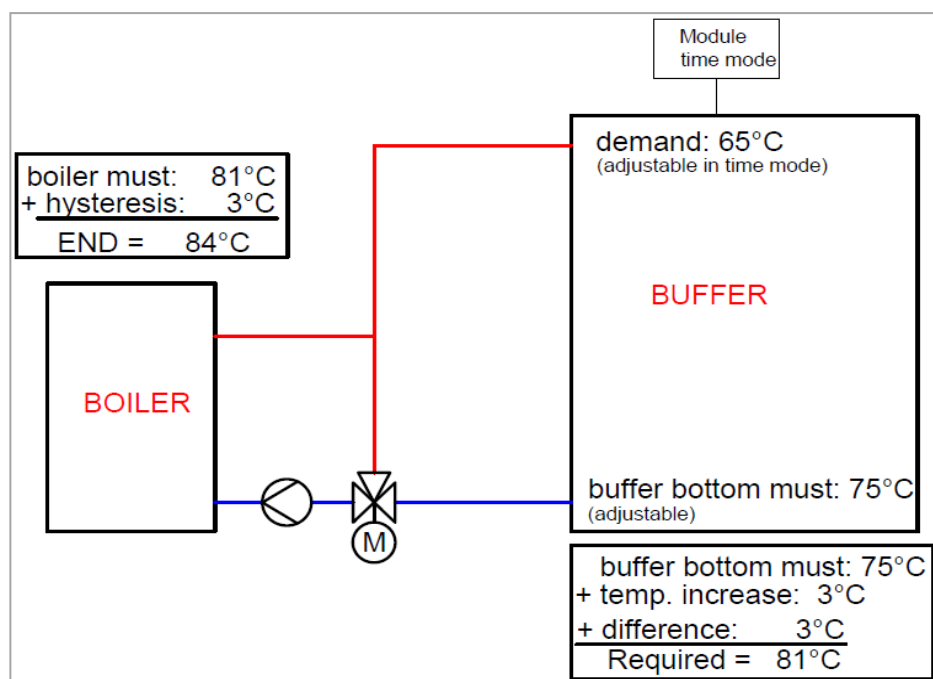 Module
time mode
demand: 65°C
(adjustable in time mode)
boiler must: 81°C
+ hysteresis: 3°C
END = 84°C
BUFFER
BOILER
buffer bottom must: 75°C
(adjustable)
M
buffer bottom must: 75°C
+ temp. increase: 3°C
+ difference: 3°C
Required = 81°C